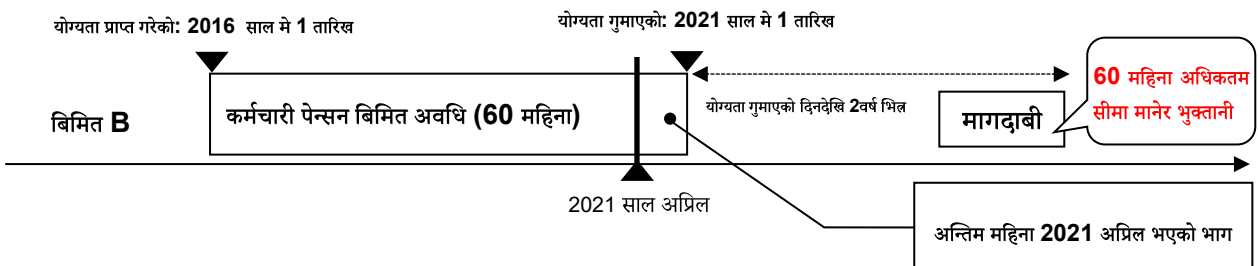 योग्यता प्राप्त गरेको: 2016 साल मे 1 तारिख
योग्यता गुमाएको: 2021 साल मे 1 तारिख
60 महिना अधिकतम
सीमा मानेर भुक्तानी
बिमित B
कर्मचारी पेन्सन बिमित अवधि (60 महिना)
योग्यता गुमाएको दिनदेखि 2वर्ष भित्र
मागदाबी
2021 साल अप्रिल
अन्तिम महिना 2021 अप्रिल भएको भाग